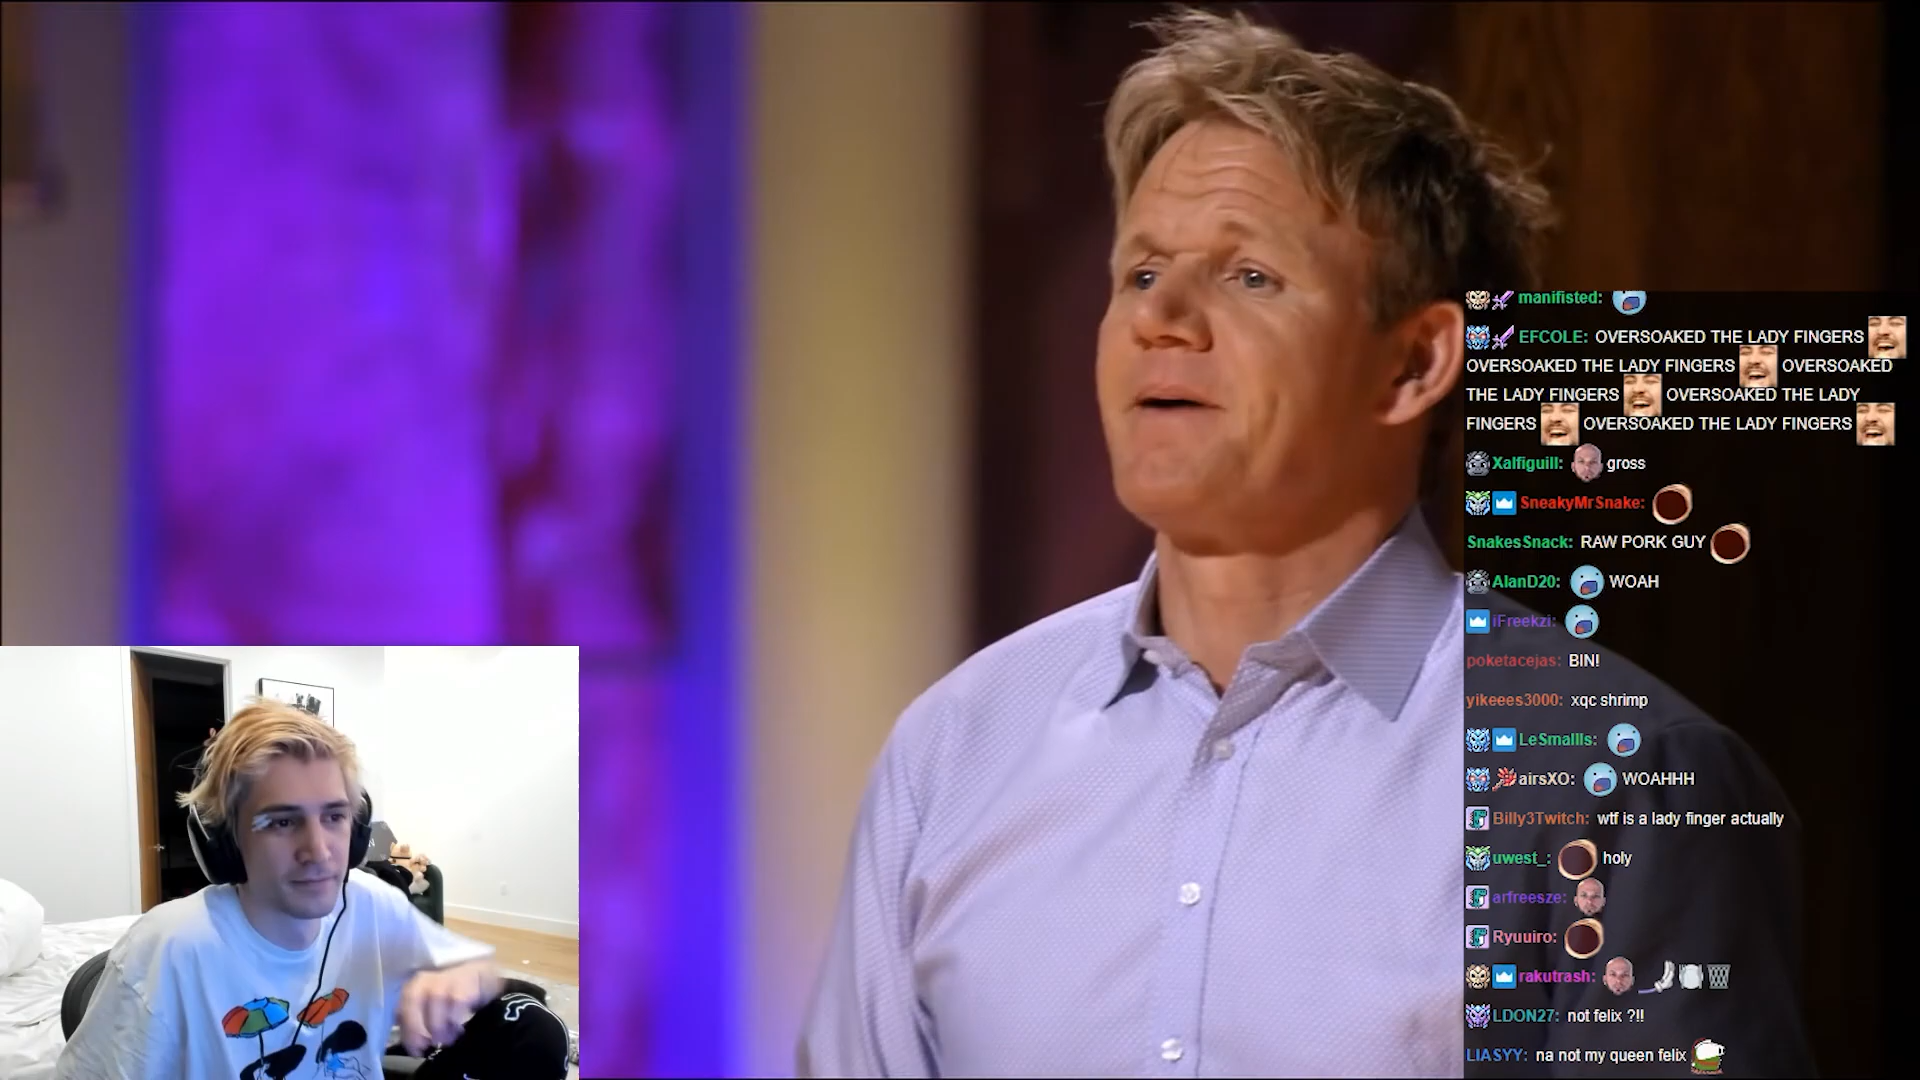 manifisted:
EFCOLE: OVERSOAKED THE LADY FINGERS
OVERSOAKED THE LADY FINGERS OVERSOAKED
THE LADY FINGERS OVERSOAKED THE LADY
FINGERS OVERSOAKED THE LADY FINGERS
Xalfiguill: gross
SneakyMrSnake:
SnakesSnack: RAW PORK GUY
AlanD20: WOAH
iFreekzi:
poketacejas: BIN!
yikeees3000: xqc shrimp
LeSmallls:
airsXO: WOAHHH
Billy3Twitch: wtf is a lady finger actually
uwest_: holy
arfreesze:
Ryuuiro:
rakutrash:
LDON27: not felix ?!!
LIASYY: na not my queen felix